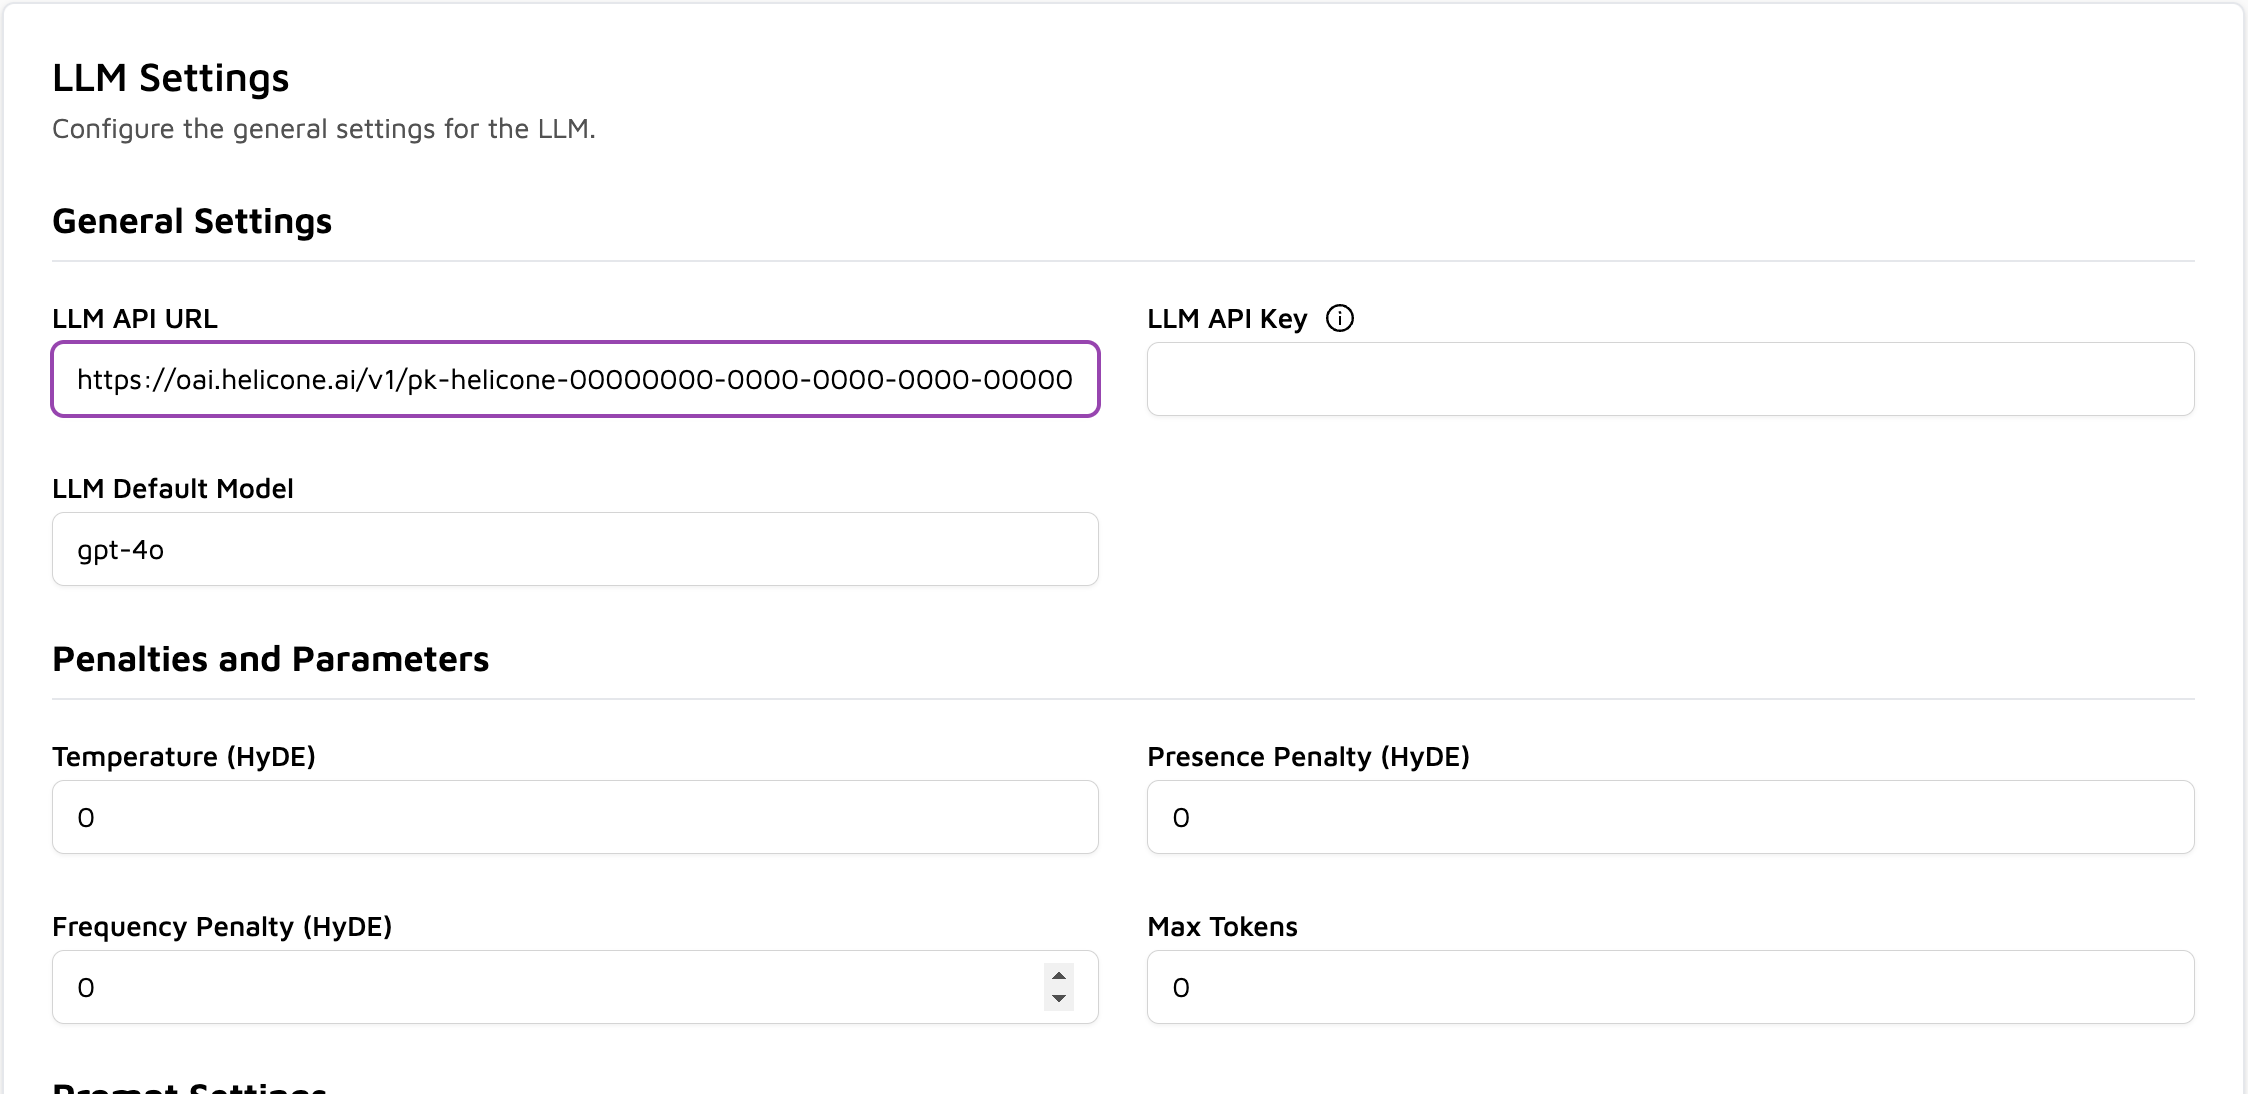 LLM Settings
Configure the general settings for the LLM.
General Settings
LLM API URL
https://oai.helicone.ai/v1/pk-helicone-00000000-0000-0000-0000-00000
LLM API Key
LLM Default Model
gpt-4o
Penalties and Parameters
Temperature (HyDE)
0
Presence Penalty (HyDE)
0
Frequency Penalty (HyDE)
0
Max Tokens
0
Prompt Settings